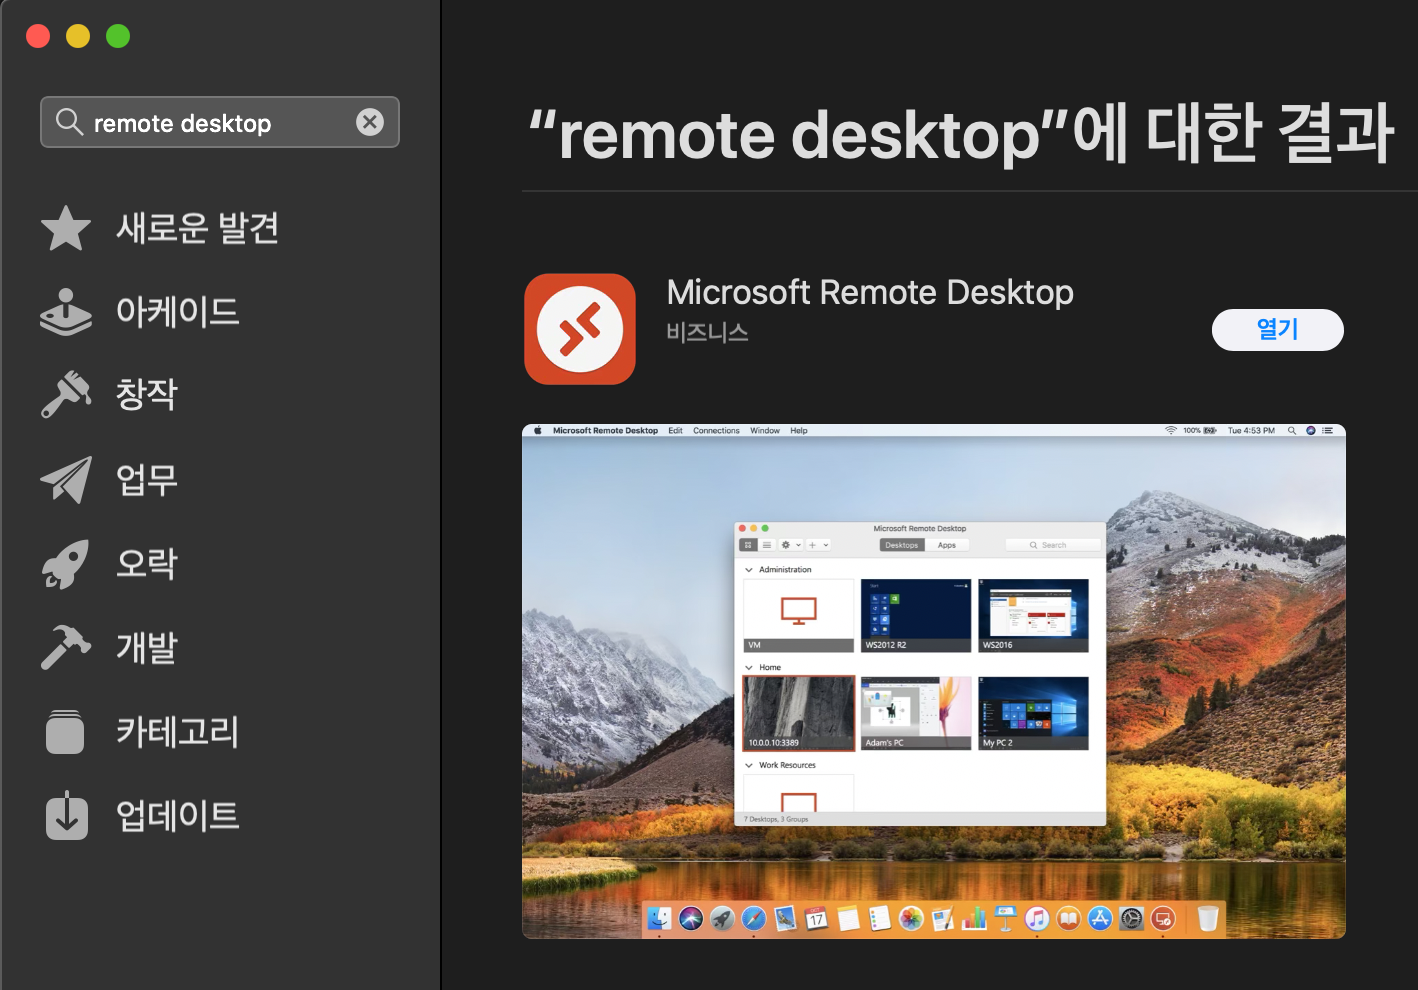 remote desktop
새로운 발견
아케이드
창작
업무
오락
개발
카테고리
업데이트
“remote desktop”에 대한 결과
Microsoft Remote Desktop
비즈니스
열기
Microsoft Remote Desktop Edit Connections Window Help 100% Tue 4:53 PM
Microsoft Remote Desktop
Desktops Apps Search
Administration
VM WS2012 R2 WS2016
Home
10.0.0.10:3389 Adam's PC My PC 2
Work Resources
7 Desktops, 3 Groups
17